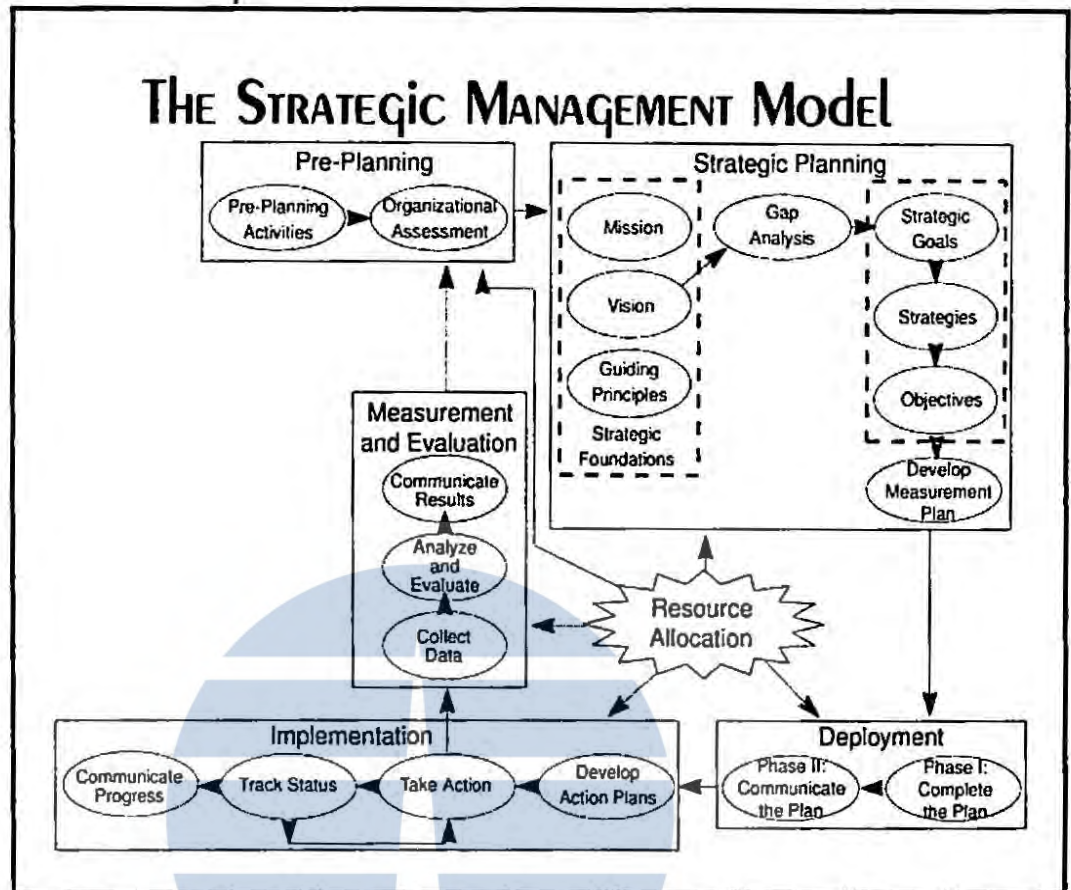 THE STRATEGIC MANAGEMENT MODEL
Pre-Planning
Pre-Planning
Activities
Organizational
Assessment
Strategic Planning
Mission
Vision
Guiding
Principles
Strategic
Foundations
Gap
Analysis
Strategic
Goals
Strategies
Objectives
Develop
Measurement
Plan
Measurement
and Evaluation
Communicate
Results
Analyze
and
Evaluate
Collect
Data
Resource
Allocation
Implementation
Communicate
Progress
Track Status
Take Action
Develop
Action Plans
Deployment
Phase II:
Communicate
the Plan
Phase I:
Complete
the Plan